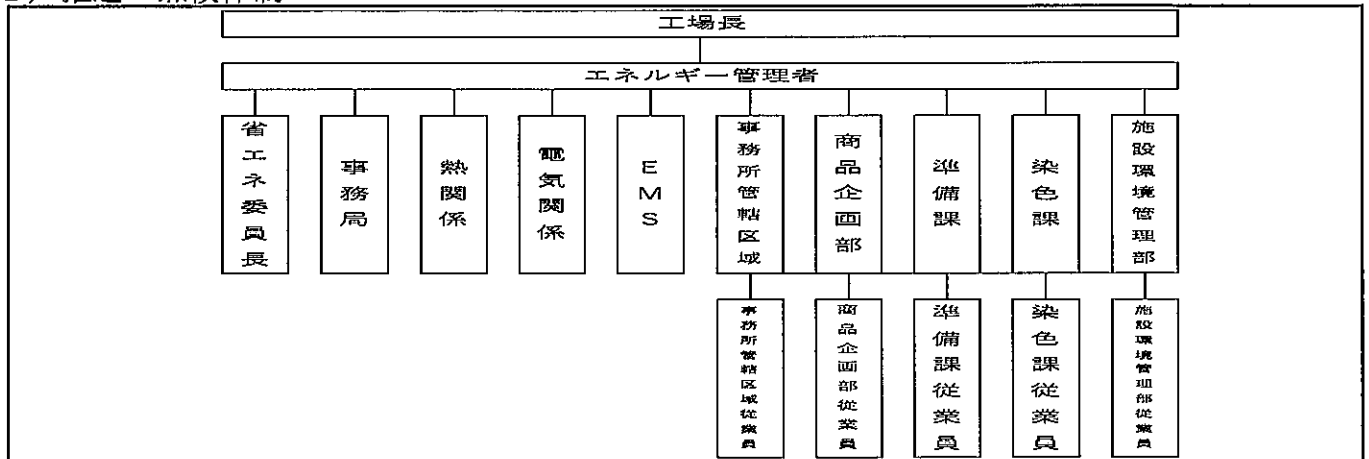 工場長
エネルギー管理者
省エネ委員長
事務局
熱関係
電気関係
EMS
事務所管轄区域
商品企画部
準備課
染色課
施設環境管理部
事務所管轄区域従業員
商品企画部従業員
準備課従業員
染色課従業員
施設環境管理部従業員